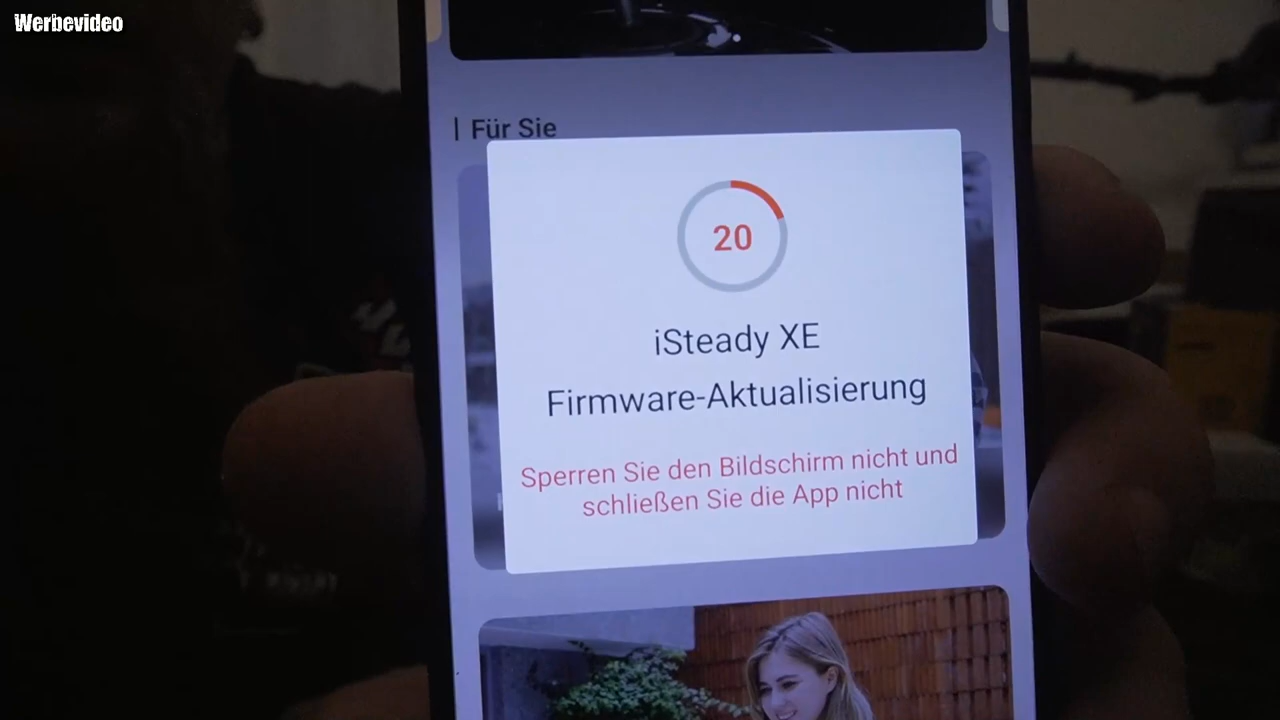 Werbevideo
| Für Sie
20
iSteady XE
Firmware-Aktualisierung
Sperren Sie den Bildschirm nicht und
schließen Sie die App nicht